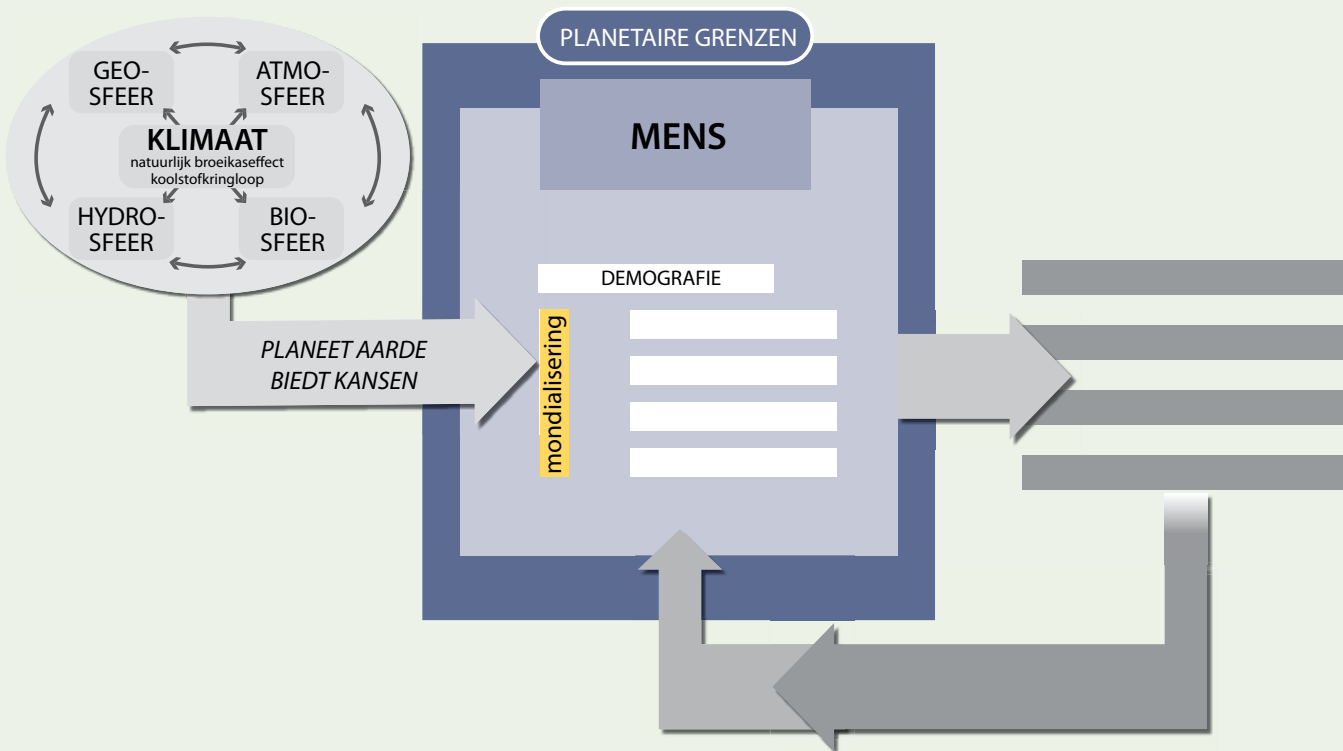 PLANETAIRE GRENZEN
GEO-
SFEER
ATMO-
SFEER
KLIMAAT
natuurlijk broeikaseffect
koolstofkringloop
HYDRO-
SFEER
BIO-
SFEER
MENS
DEMOGRAFIE
mondialisering
PLANEET AARDE
BIEDT KANSEN